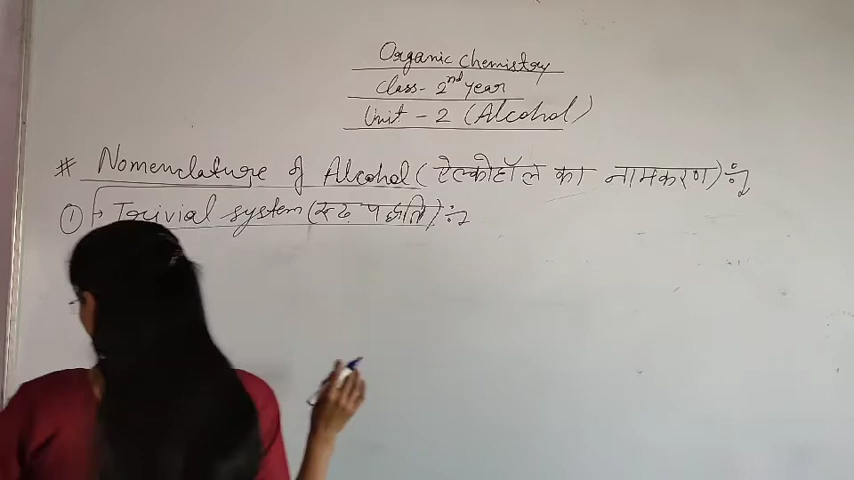 Organic Chemistry
Class- 2nd year
Unit - 2 (Alcohol)
# Nomenclature of Alcohol (ऐल्कोहॉल का नामकरण) :-
① → Trivial system (रूढ़ पद्धति) :-